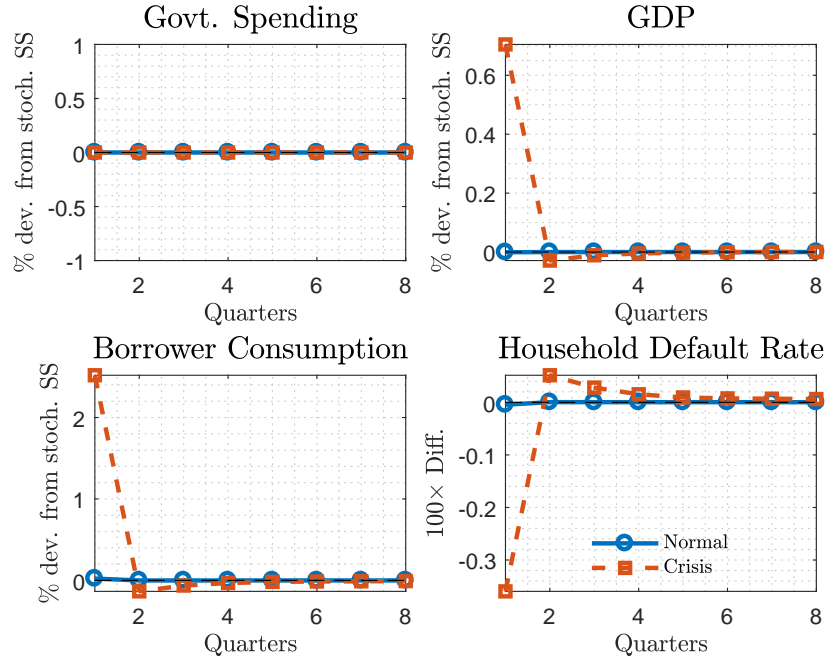 Govt. Spending
% dev. from stoch. SS
1
0.5
0
-0.5
-1
2
4
6
8
Quarters
GDP
% dev. from stoch. SS
0.6
0.4
0.2
0
2
4
6
8
Quarters
Borrower Consumption
% dev. from stoch. SS
2
1
0
2
4
6
8
Quarters
Household Default Rate
100× Diff.
0
-0.1
-0.2
-0.3
Normal
Crisis
2
4
6
8
Quarters